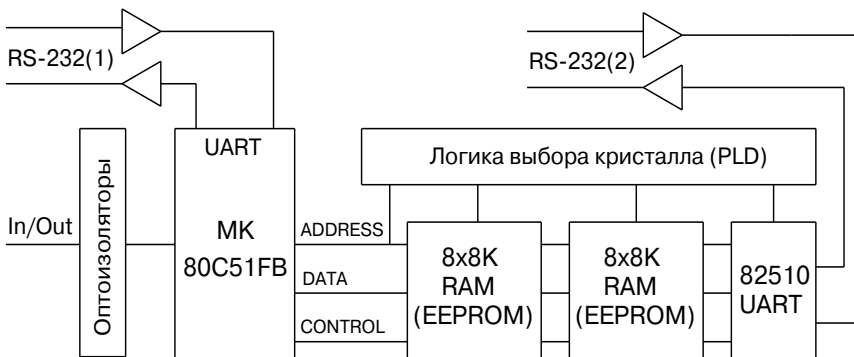 RS-232(1)
RS-232(2)
UART
Логика выбора кристалла (PLD)
Оптоизоляторы
In/Out
МК
80C51FB
ADDRESS
DATA
CONTROL
8x8K
RAM
(EEPROM)
8x8K
RAM
(EEPROM)
82510
UART